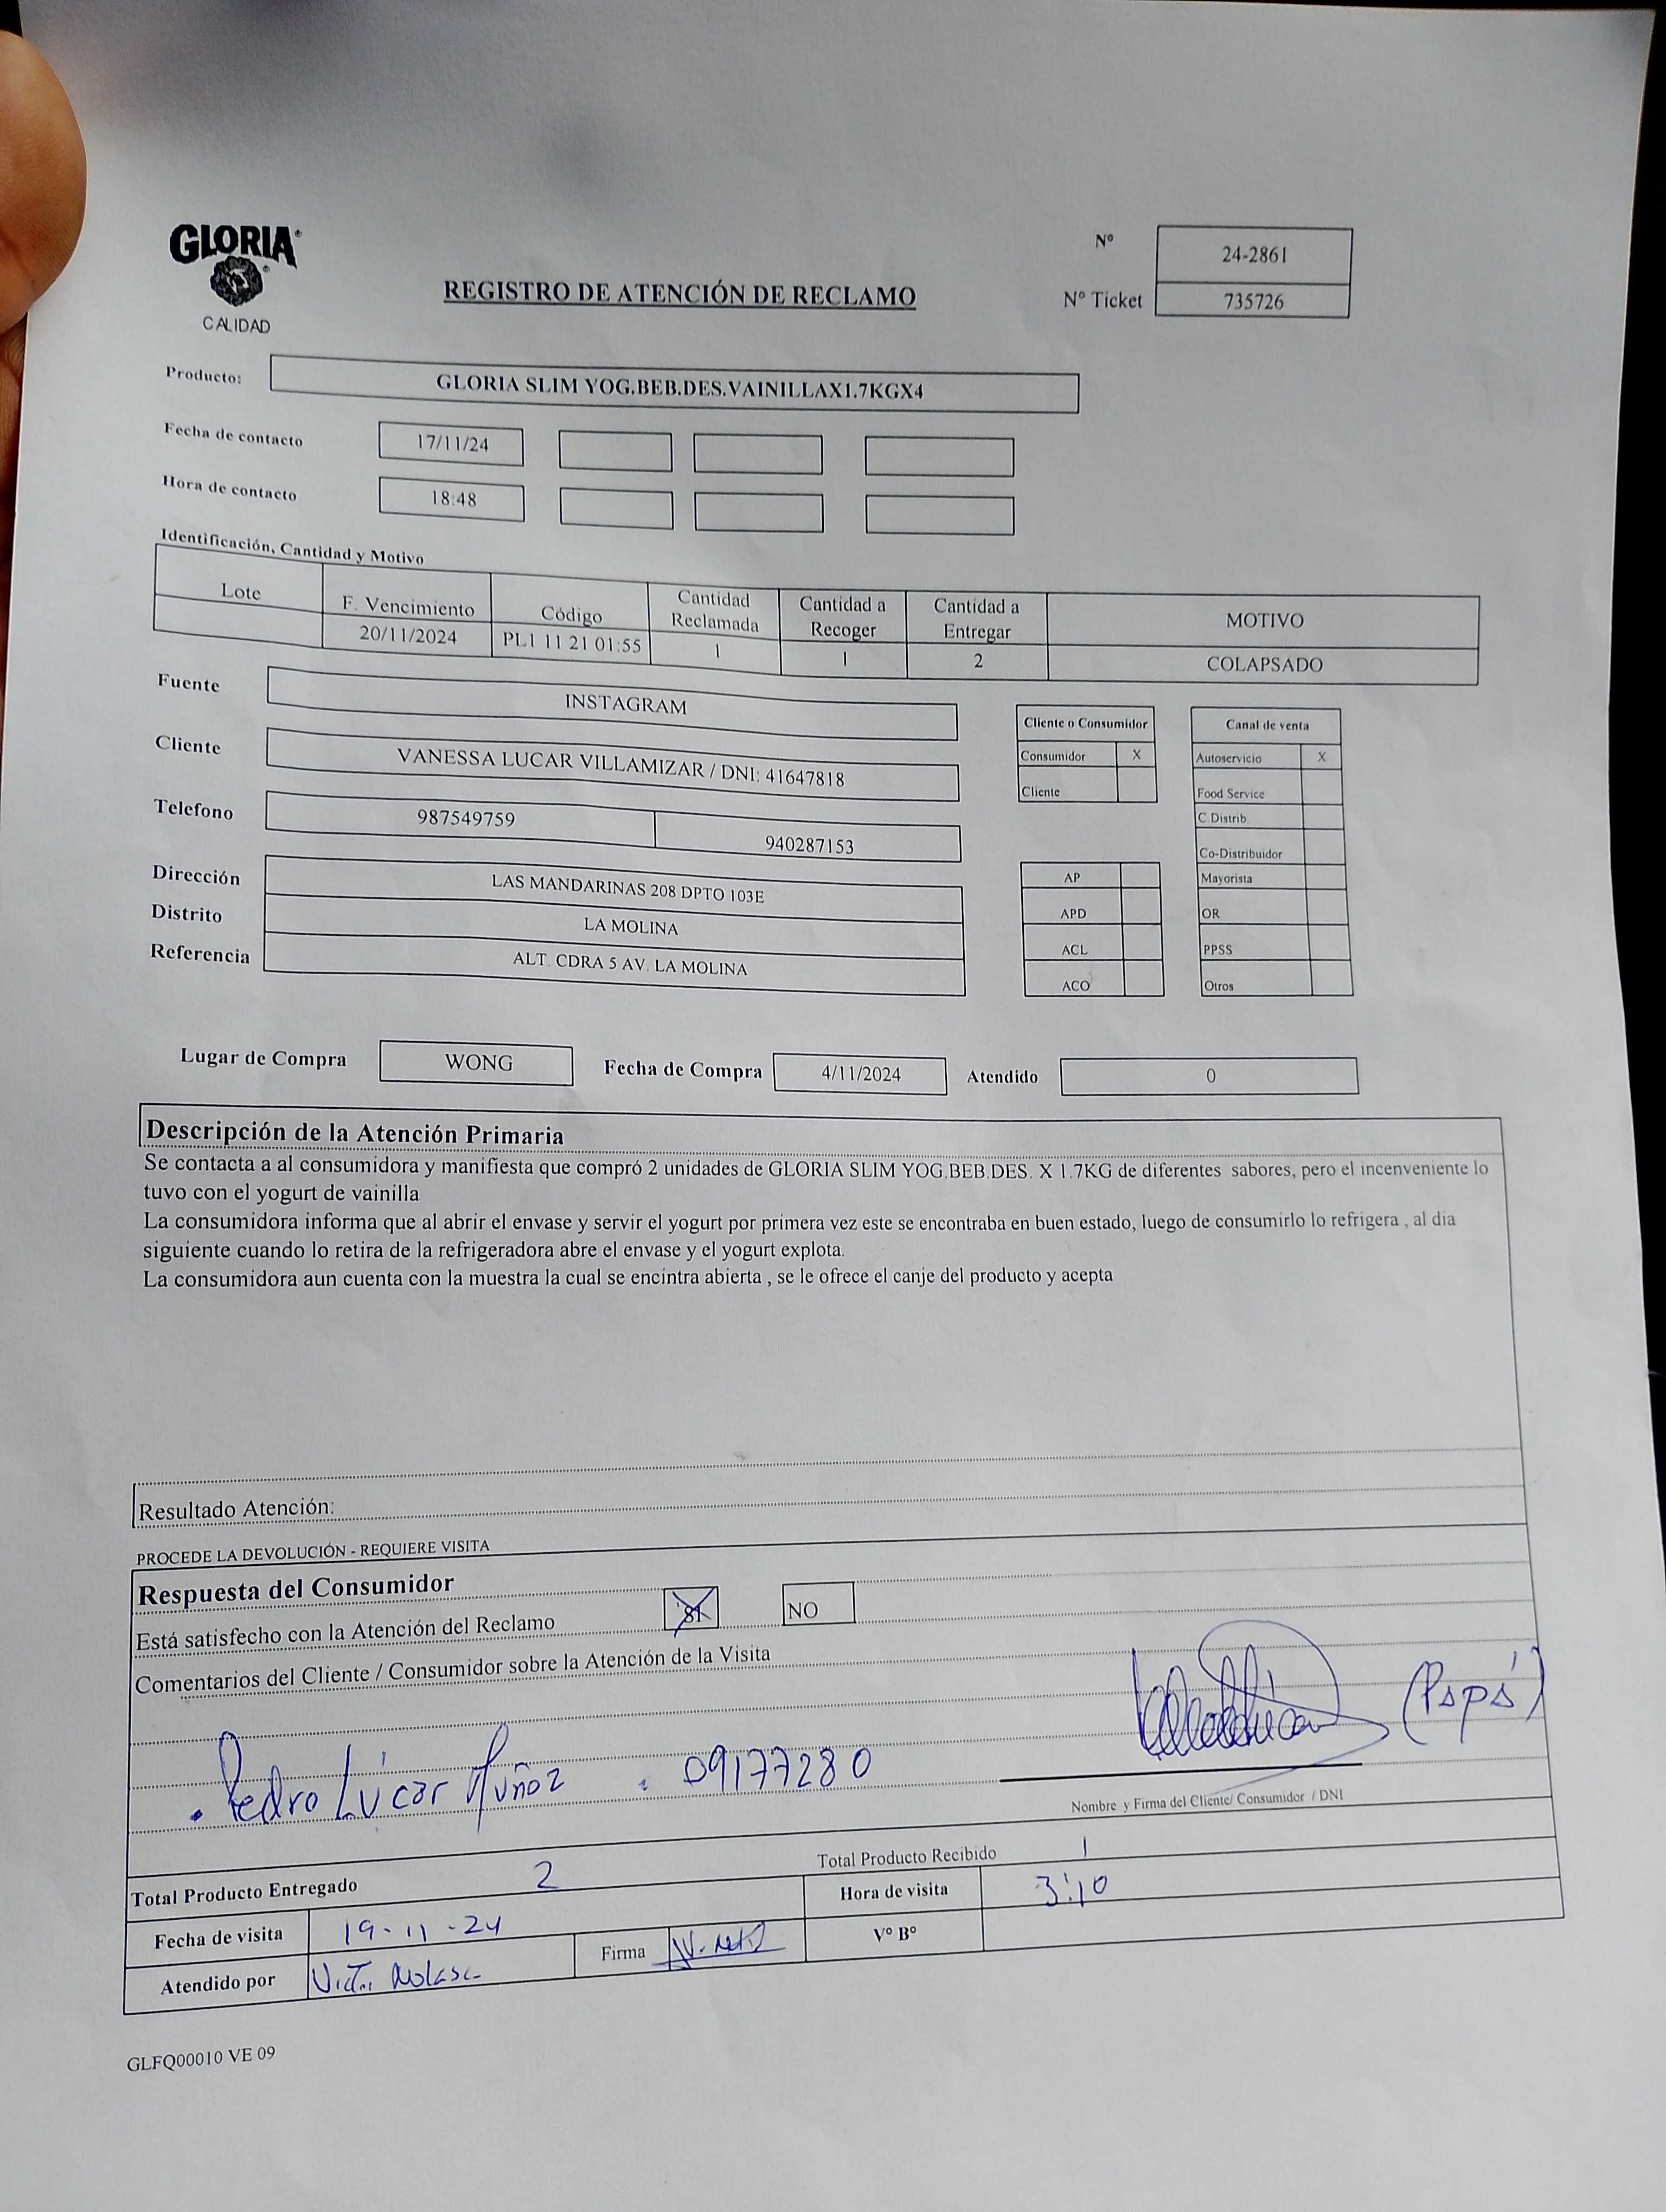 GLORIA®
CALIDAD
REGISTRO DE ATENCIÓN DE RECLAMO
Nº 24-2861
Nº Ticket 735726
Producto: GLORIA SLIM YOG.BEB.DES.VAINILLAX1.7KGX4
Fecha de contacto 17/11/24
Hora de contacto 18:48
Identificación, Cantidad y Motivo
Lote F. Vencimiento Código Cantidad Reclamada Cantidad a Recoger Cantidad a Entregar MOTIVO
20/11/2024 PL1 11 21 01:55 1 1 2 COLAPSADO
Fuente INSTAGRAM
Cliente VANESSA LUCAR VILLAMIZAR / DNI: 41647818
Telefono 987549759 940287153
Dirección LAS MANDARINAS 208 DPTO 103E
Distrito LA MOLINA
Referencia ALT. CDRA 5 AV. LA MOLINA
Cliente o Consumidor
Consumidor X
Cliente
AP
APD
ACL
ACO
Canal de venta
Autoservicio X
Food Service
C.Distrib.
Co-Distribuidor
Mayorista
OR
PPSS
Otros
Lugar de Compra WONG Fecha de Compra 4/11/2024 Atendido 0
Descripción de la Atención Primaria
Se contacta a al consumidora y manifiesta que compró 2 unidades de GLORIA SLIM YOG.BEB.DES. X 1.7KG de diferentes sabores, pero el incenveniente lo
tuvo con el yogurt de vainilla
La consumidora informa que al abrir el envase y servir el yogurt por primera vez este se encontraba en buen estado, luego de consumirlo lo refrigera , al dia
siguiente cuando lo retira de la refrigeradora abre el envase y el yogurt explota.
La consumidora aun cuenta con la muestra la cual se encintra abierta , se le ofrece el canje del producto y acepta
Resultado Atención:
PROCEDE LA DEVOLUCIÓN - REQUIERE VISITA
Respuesta del Consumidor
Está satisfecho con la Atención del Reclamo SI NO
Comentarios del Cliente / Consumidor sobre la Atención de la Visita
(Papá)
. Pedro Lúcar Muñoz . 09177280
Nombre y Firma del Cliente/ Consumidor / DNI
Total Producto Entregado 2 Total Producto Recibido 1
Fecha de visita 19-11-24 Hora de visita 3:10
Atendido por Firma Vº Bº
GLFQ00010 VE 09